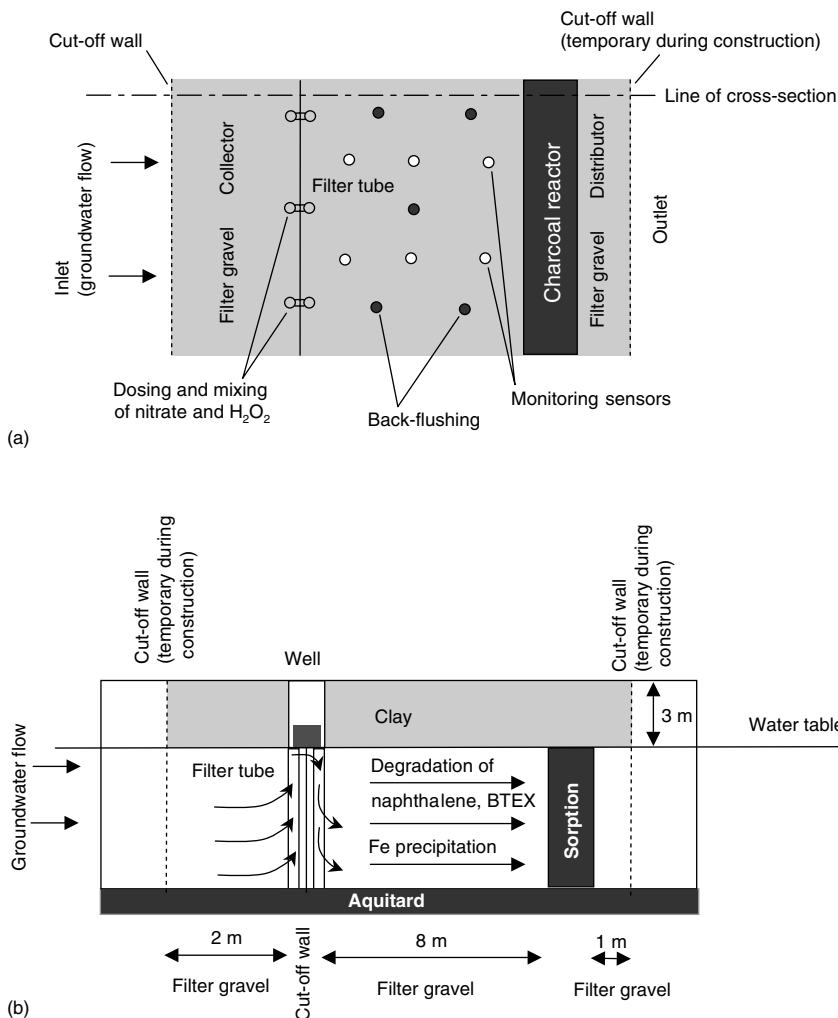 Cut-off wall
Cut-off wall
(temporary during construction)
Line of cross-section
Inlet
(groundwater flow)
Filter gravel
Collector
Filter tube
Charcoal reactor
Filter gravel
Distributor
Outlet
Dosing and mixing
of nitrate and H₂O₂
Back-flushing
Monitoring sensors
(a)
Cut-off wall
(temporary during
construction)
Well
Cut-off wall
(temporary during
construction)
Clay
3 m
Water table
Groundwater flow
Filter tube
Degradation of
naphthalene, BTEX
Fe precipitation
Sorption
Aquitard
2 m
Cut-off wall
8 m
1 m
Filter gravel
Filter gravel
Filter gravel
(b)